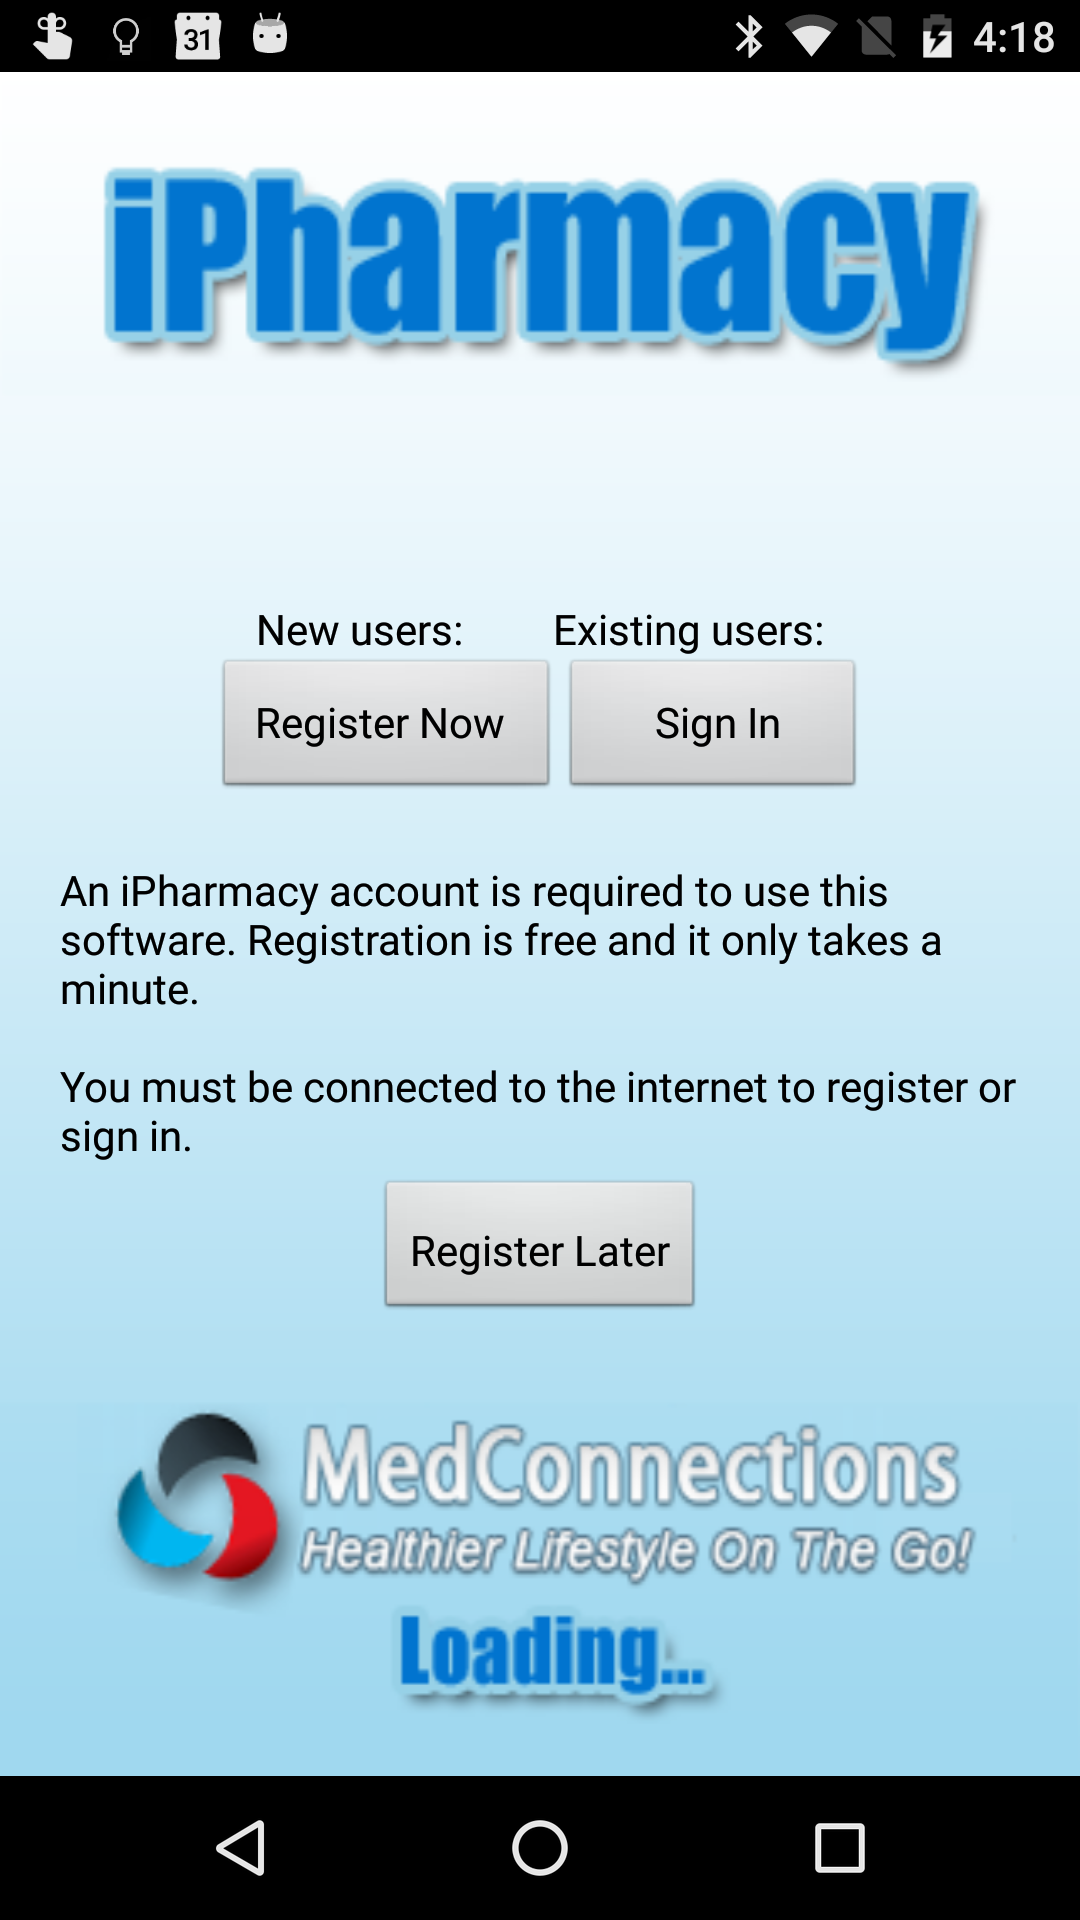 31
4:18
iPharmacy
New users:
Existing users:
Register Now
Sign In
An iPharmacy account is required to use this
software. Registration is free and it only takes a
minute.
You must be connected to the internet to register or
sign in.
Register Later
MedConnections
Healthier Lifestyle On The Go!
Loading...